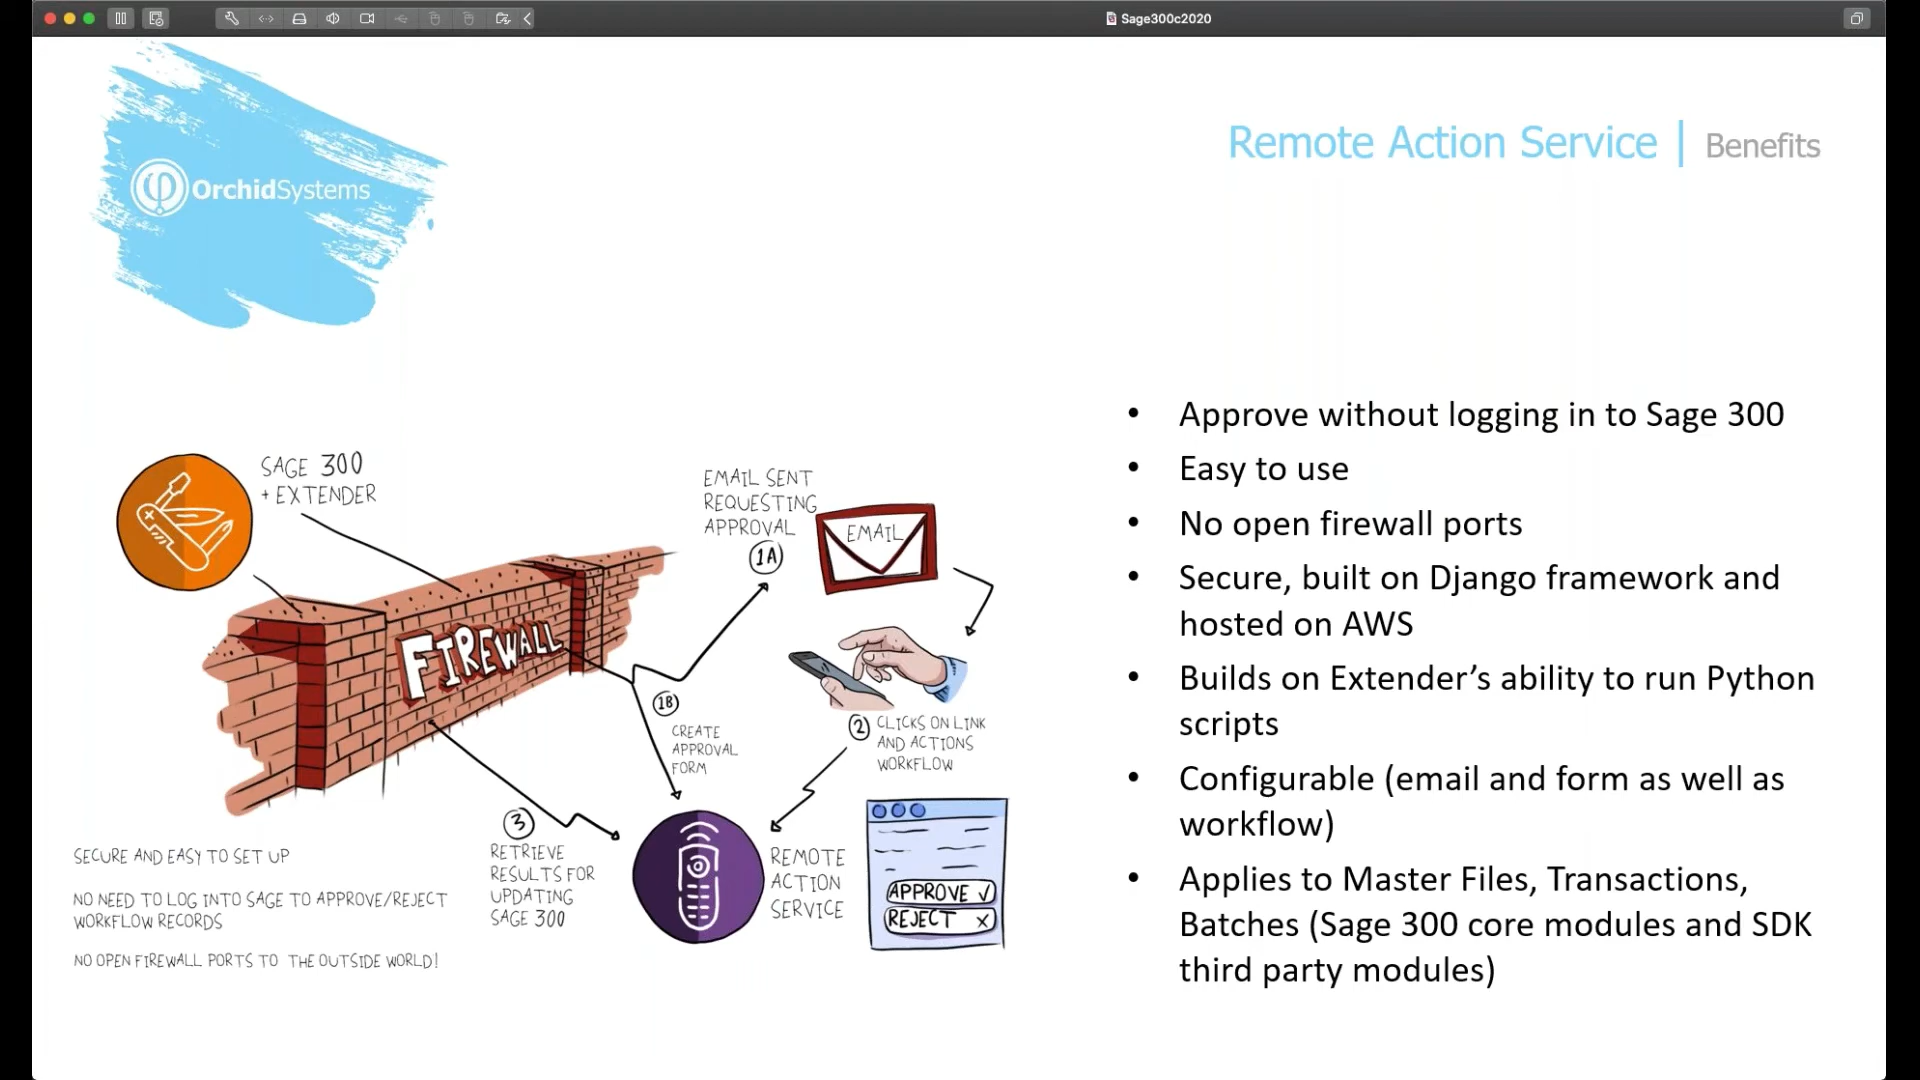 Sage300c2020
OrchidSystems
Remote Action Service | Benefits
SAGE 300
+ EXTENDER
FIREWALL
EMAIL SENT
REQUESTING
APPROVAL
1A
EMAIL
1B
CREATE
APPROVAL
FORM
2
CLICKS ON LINK
AND ACTIONS
WORKFLOW
3
RETRIEVE
RESULTS FOR
UPDATING
SAGE 300
REMOTE
ACTION
SERVICE
APPROVE ✓
REJECT ✗
SECURE AND EASY TO SET UP
NO NEED TO LOG INTO SAGE TO APPROVE/REJECT
WORKFLOW RECORDS
NO OPEN FIREWALL PORTS TO THE OUTSIDE WORLD!
• Approve without logging in to Sage 300
• Easy to use
• No open firewall ports
• Secure, built on Django framework and
hosted on AWS
• Builds on Extender’s ability to run Python
scripts
• Configurable (email and form as well as
workflow)
• Applies to Master Files, Transactions,
Batches (Sage 300 core modules and SDK
third party modules)